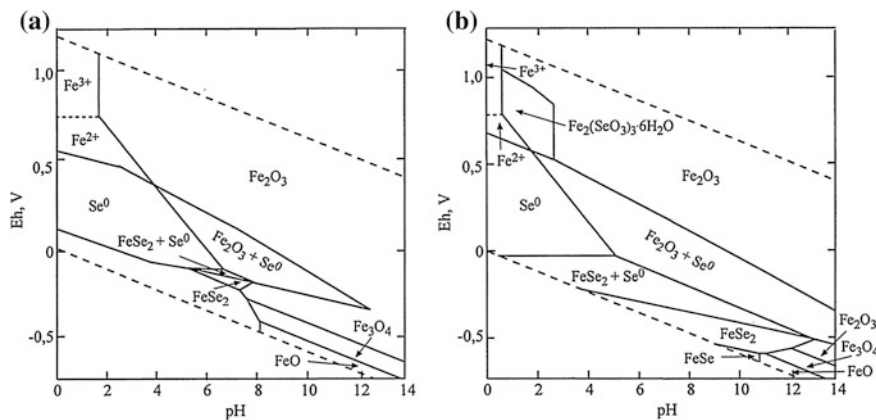 (a)
1,0
0,5
0
-0,5
Eh, V
0 2 4 6 8 10 12 14
pH
Fe³⁺
Fe²⁺
Se⁰
Fe₂O₃
FeSe₂ + Se⁰
Fe₂O₃ + Se⁰
FeSe₂
Fe₃O₄
FeO
(b)
1,0
0,5
0
-0,5
Eh, V
0 2 4 6 8 10 12 14
pH
Fe³⁺
Fe₂(SeO₃)₃·6H₂O
Fe²⁺
Fe₂O₃
Se⁰
Fe₂O₃ + Se⁰
FeSe₂ + Se⁰
FeSe₂
FeSe
Fe₂O₃
Fe₃O₄
FeO